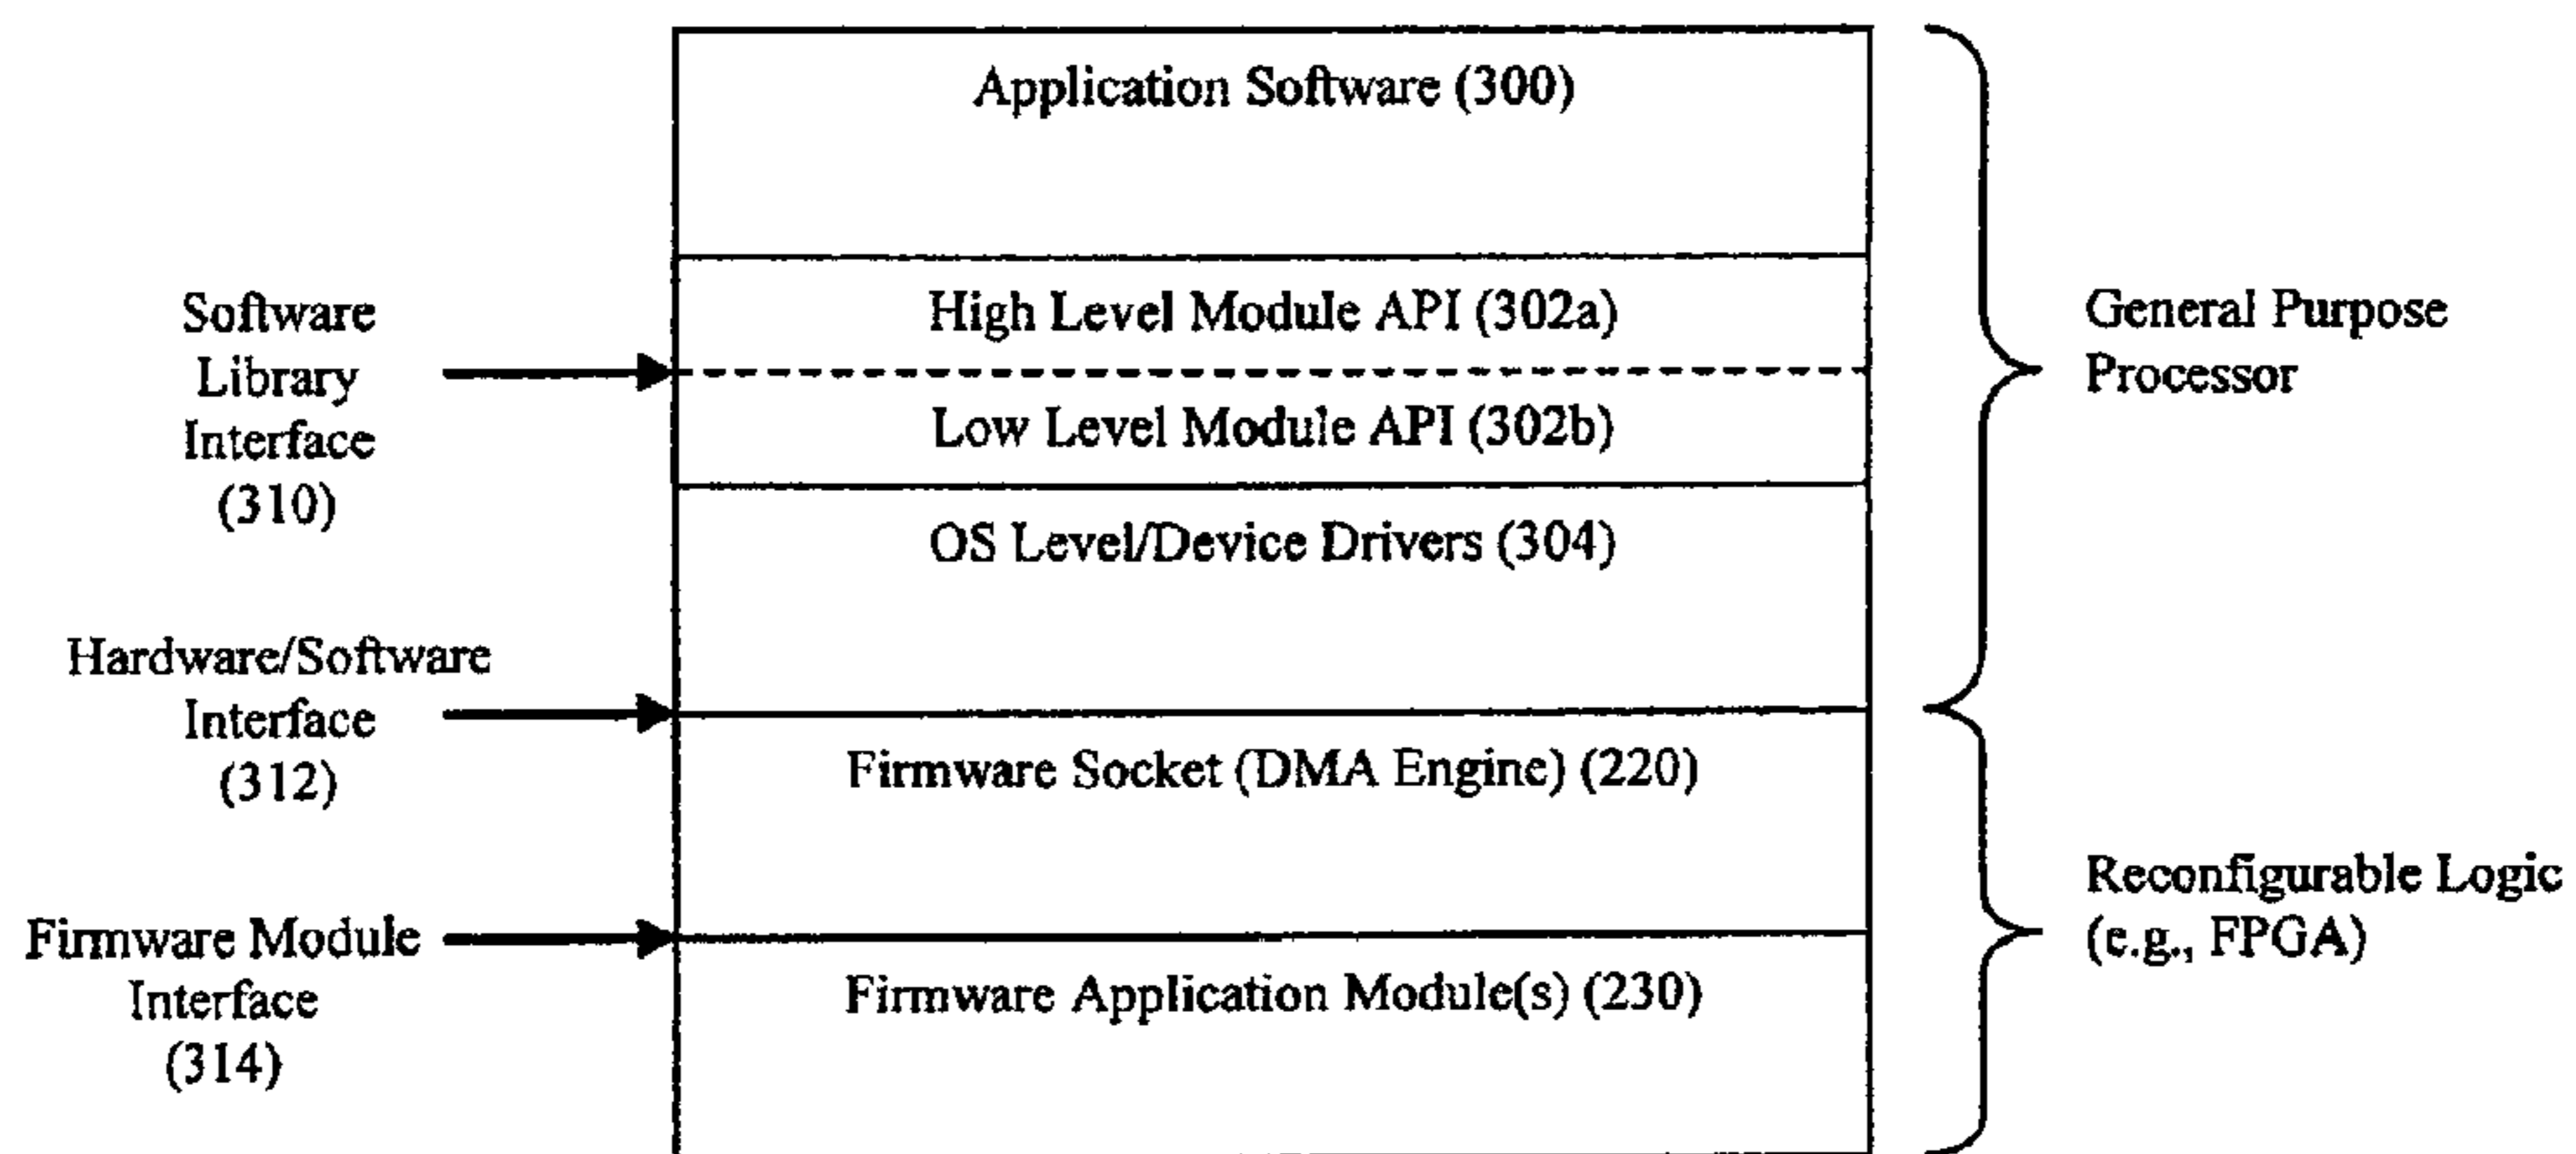 Application Software (300)
Software
Library
Interface
(310)
High Level Module API (302a)
Low Level Module API (302b)
General Purpose
Processor
OS Level/Device Drivers (304)
Hardware/Software
Interface
(312)
Firmware Socket (DMA Engine) (220)
Reconfigurable Logic
(e.g., FPGA)
Firmware Module
Interface
(314)
Firmware Application Module(s) (230)